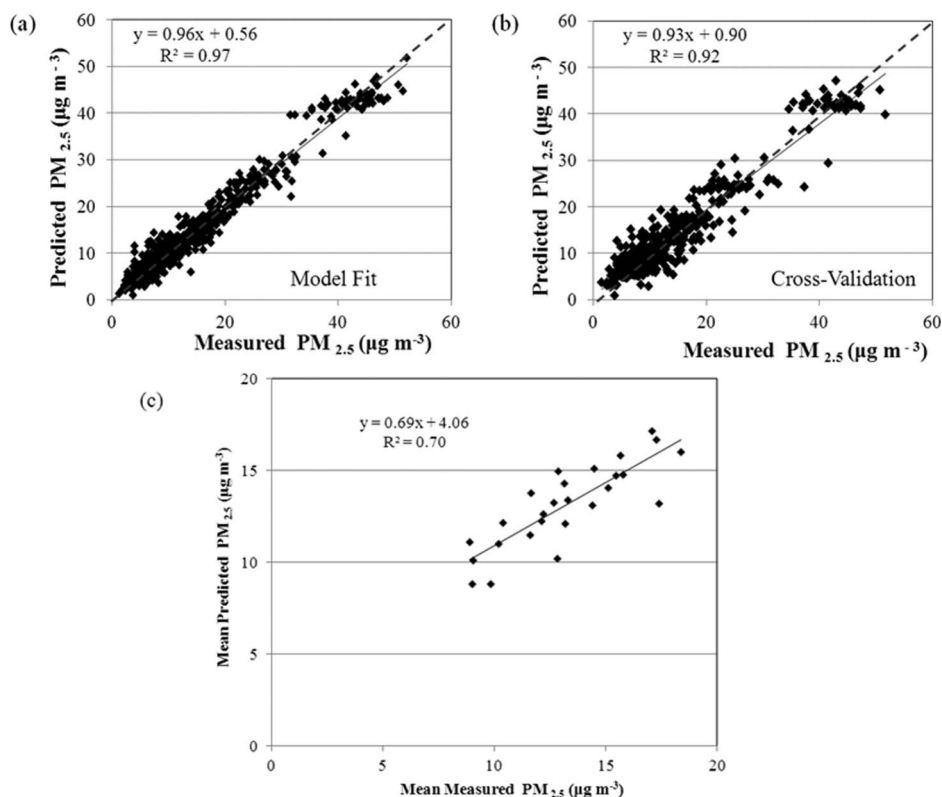 (a)
y = 0.96x + 0.56
R² = 0.97
Predicted PM 2.5 (µg m-3)
60
50
40
30
20
10
0
Model Fit
0 20 40 60
Measured PM 2.5 (µg m-3)
(b)
y = 0.93x + 0.90
R² = 0.92
Predicted PM 2.5 (µg m-3)
60
50
40
30
20
10
0
Cross-Validation
0 20 40 60
Measured PM 2.5 (µg m - 3)
(c)
y = 0.69x + 4.06
R² = 0.70
Mean Predicted PM 2.5 (µg m-3)
20
15
10
5
0
0 5 10 15 20
Mean Measured PM 2.5 (µg m-3)